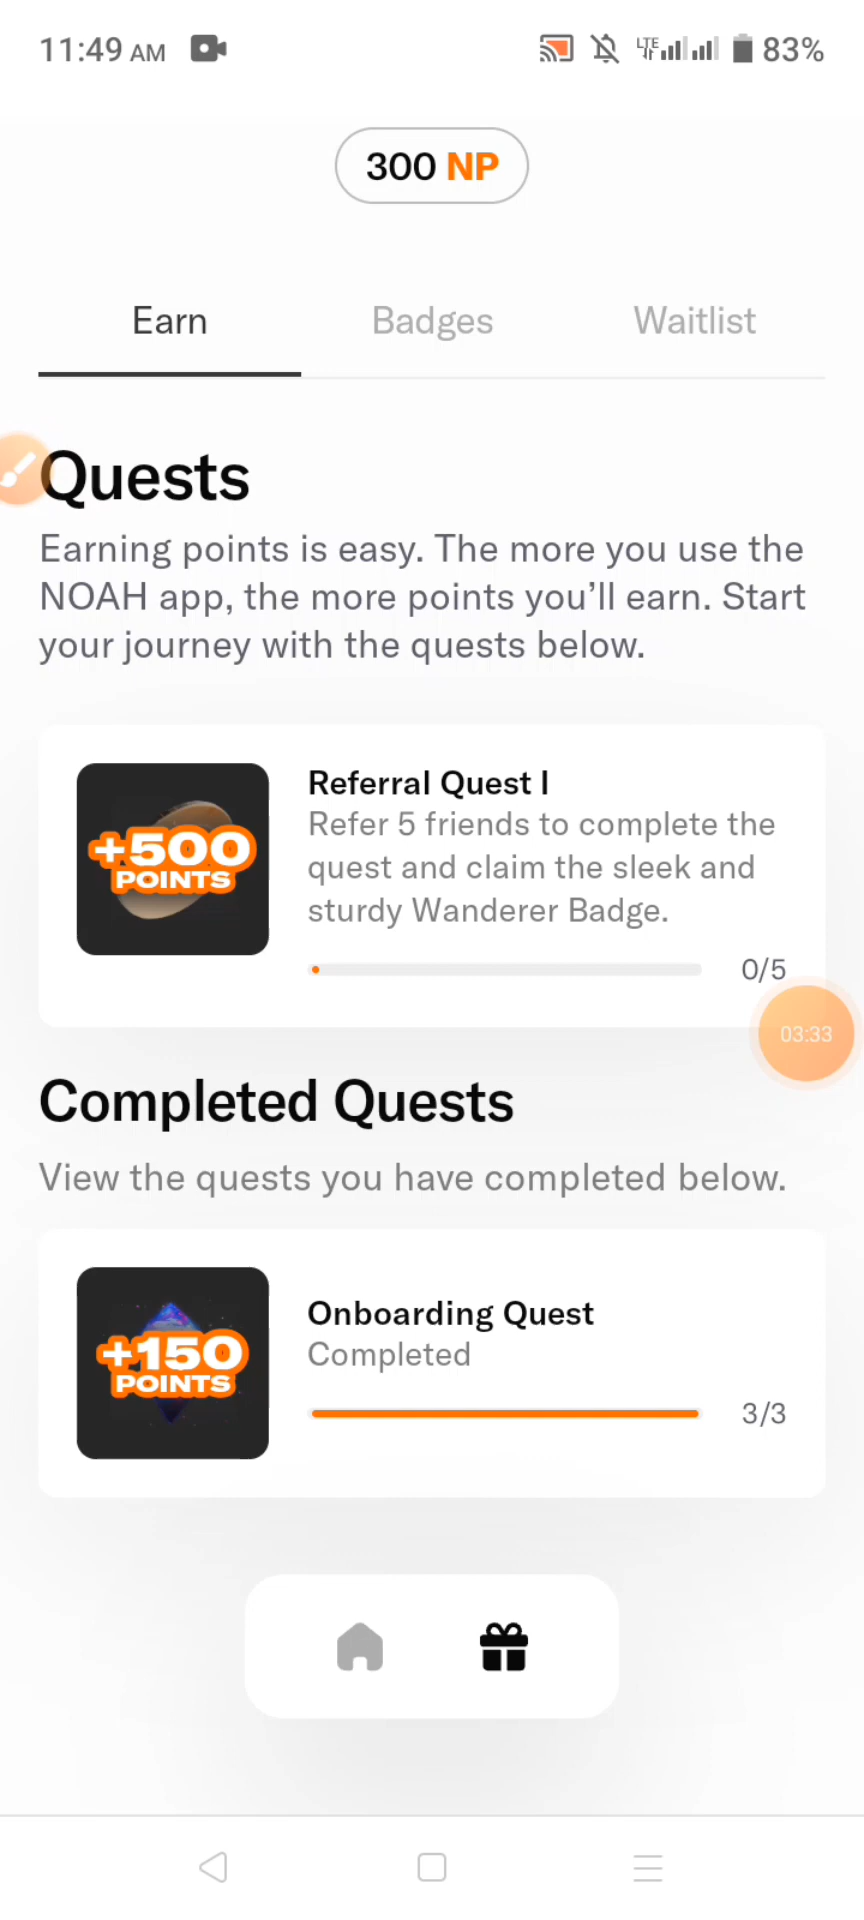 11:49 AM
LTE
83%
300 NP
Earn
Badges
Waitlist
Quests
Earning points is easy. The more you use the
NOAH app, the more points you’ll earn. Start
your journey with the quests below.
+500
POINTS
Referral Quest I
Refer 5 friends to complete the
quest and claim the sleek and
sturdy Wanderer Badge.
0/5
03:33
Completed Quests
View the quests you have completed below.
+150
POINTS
Onboarding Quest
Completed
3/3